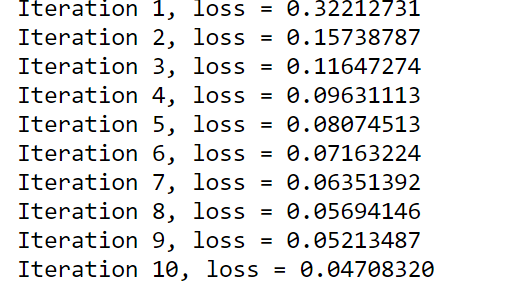 Iteration 1, loss = 0.32212731
Iteration 2, loss = 0.15738787
Iteration 3, loss = 0.11647274
Iteration 4, loss = 0.09631113
Iteration 5, loss = 0.08074513
Iteration 6, loss = 0.07163224
Iteration 7, loss = 0.06351392
Iteration 8, loss = 0.05694146
Iteration 9, loss = 0.05213487
Iteration 10, loss = 0.04708320